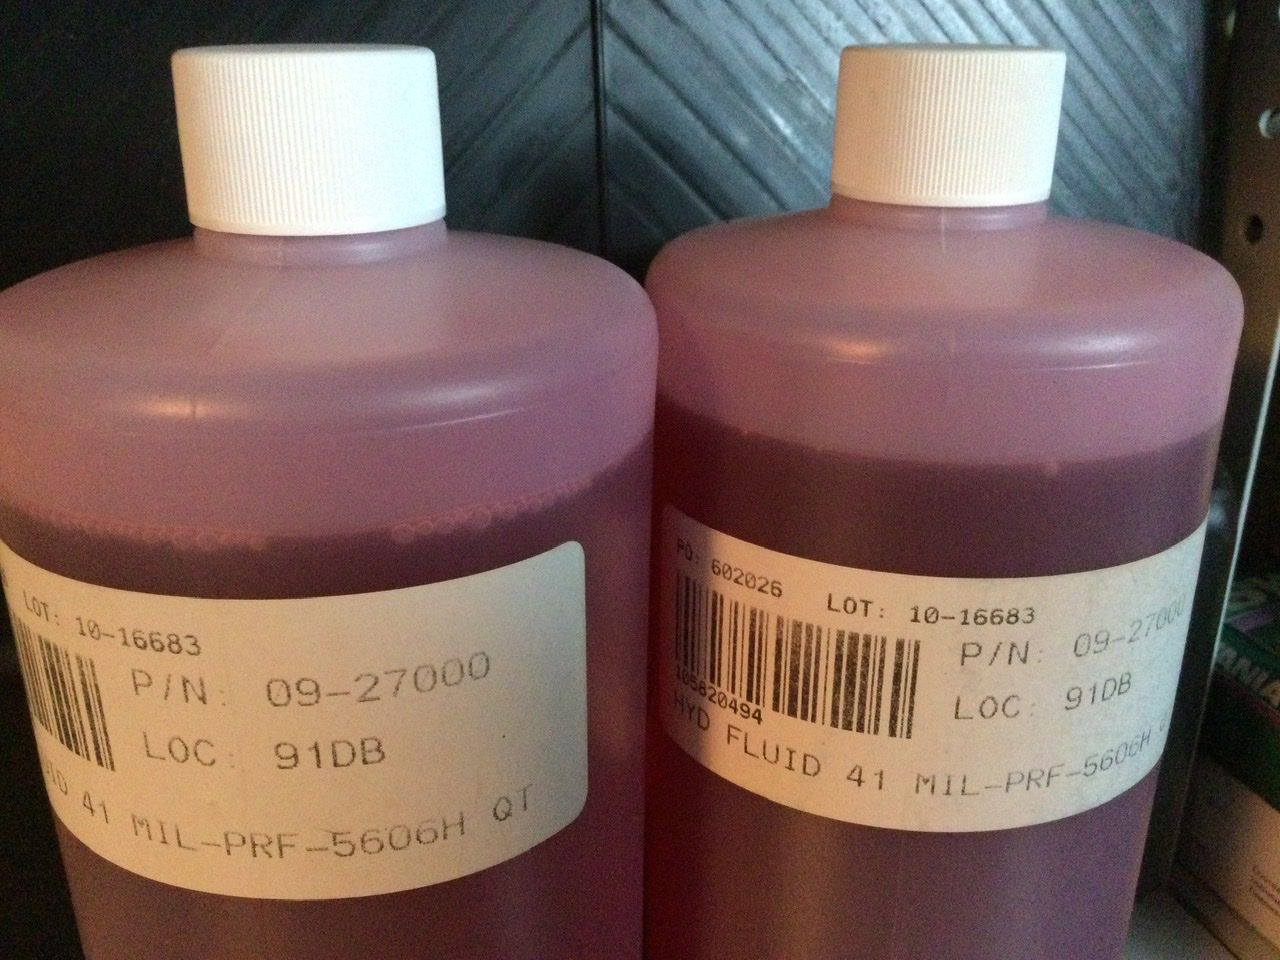 LOT: 10-16683
P/N: 09-27000
LOC: 91DB
41 MIL-PRF-5606H QT
PO: 602026 LOT: 10-16683
P/N: 09-27000
LOC: 91DB
105820494
HYD FLUID 41 MIL-PRF-5606H